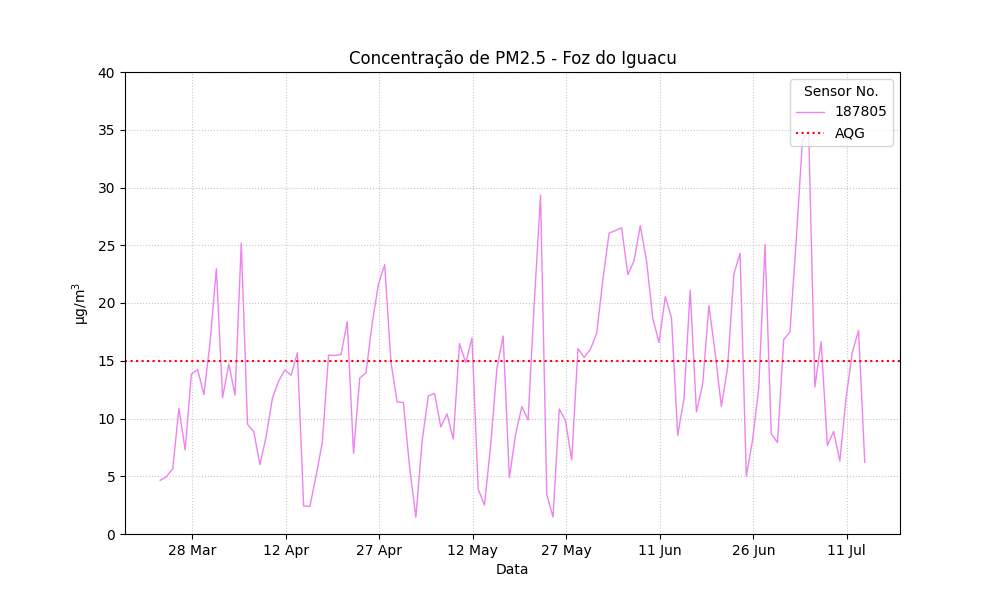 Concentração de PM2.5 - Foz do Iguacu
40
35
30
25
20
15
10
5
0
µg/m³
Sensor No.
187805
AQG
28 Mar
12 Apr
27 Apr
12 May
27 May
11 Jun
26 Jun
11 Jul
Data